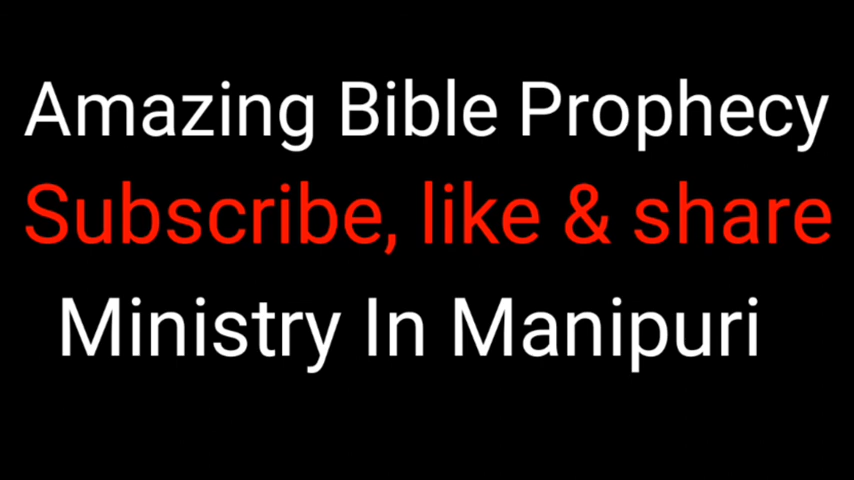 Amazing Bible Prophecy
Subscribe, like & share
Ministry In Manipuri